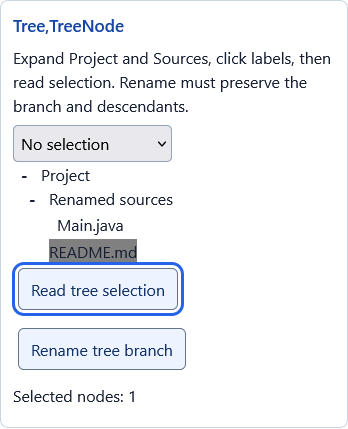 Tree,TreeNode
Expand Project and Sources, click labels, then
read selection. Rename must preserve the
branch and descendants.
No selection
- Project
- Renamed sources
Main.java
README.md
Read tree selection
Rename tree branch
Selected nodes: 1